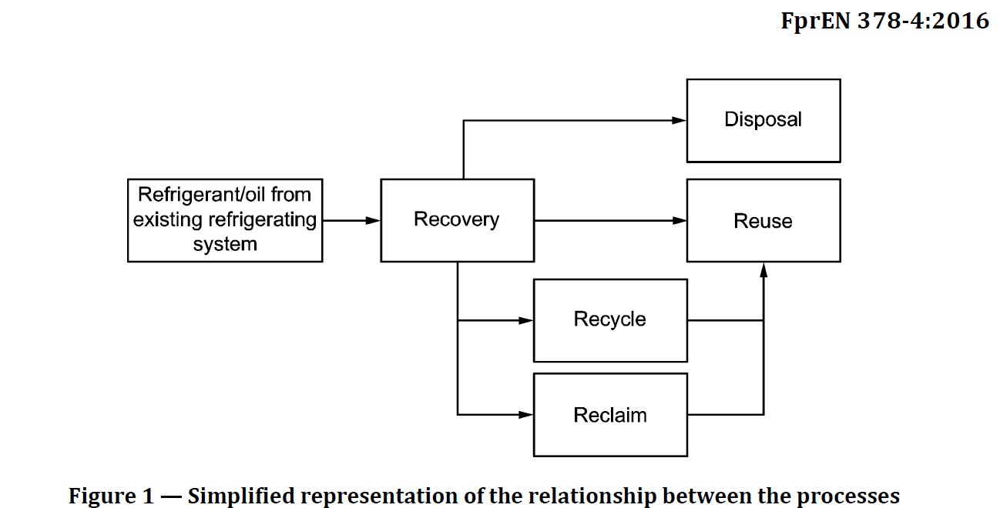 FprEN 378-4:2016
Disposal
Refrigerant/oil from
existing refrigerating
system
Recovery
Reuse
Recycle
Reclaim
Figure 1 — Simplified representation of the relationship between the processes